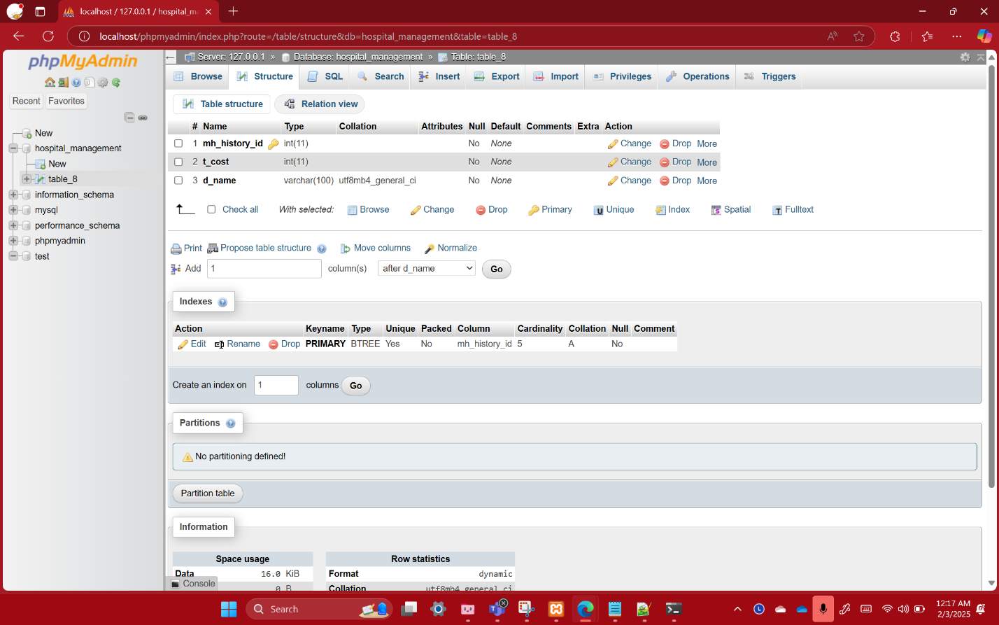 localhost / 127.0.0.1 / hospital_m
localhost/phpmyadmin/index.php?route=/table/structure&db=hospital_management&table=table_8
phpMyAdmin
Recent Favorites
New
hospital_management
New
table_8
information_schema
mysql
performance_schema
phpmyadmin
test
Server: 127.0.0.1 » Database: hospital_management » Table: table_8
Browse Structure SQL Search Insert Export Import Privileges Operations Triggers
Table structure Relation view
# Name Type Collation Attributes Null Default Comments Extra Action
1 mh_history_id int(11) No None Change Drop More
2 t_cost int(11) No None Change Drop More
3 d_name varchar(100) utf8mb4_general_ci No None Change Drop More
Check all With selected: Browse Change Drop Primary Unique Index Spatial Fulltext
Print Propose table structure Move columns Normalize
Add 1 column(s) after d_name Go
Indexes
Action Keyname Type Unique Packed Column Cardinality Collation Null Comment
Edit Rename Drop PRIMARY BTREE Yes No mh_history_id 5 A No
Create an index on 1 columns Go
Partitions
No partitioning defined!
Partition table
Information
Space usage
Data 16.0 KiB
0 B
Row statistics
Format dynamic
Collation utf8mb4_general_ci
Console
Search
12:17 AM
2/3/2025